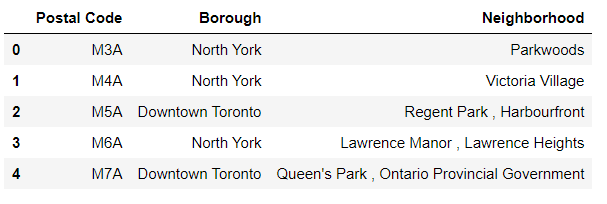 Postal Code Borough Neighborhood
0 M3A North York Parkwoods
1 M4A North York Victoria Village
2 M5A Downtown Toronto Regent Park , Harbourfront
3 M6A North York Lawrence Manor , Lawrence Heights
4 M7A Downtown Toronto Queen's Park , Ontario Provincial Government